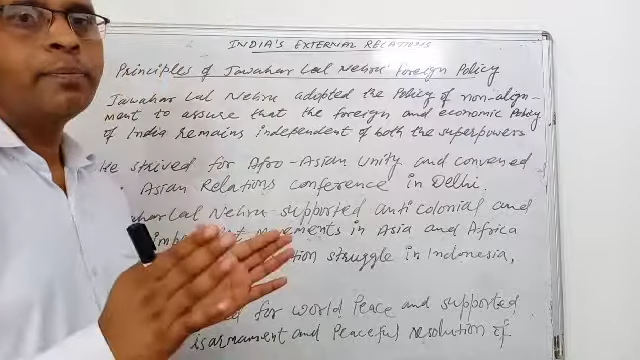 INDIA'S EXTERNAL RELATIONS
Principles of Jawahar Lal Nehru' Foreign Policy
Jawahar Lal Nehru adopted the Policy of non-align-
ment to assure that the foreign and economic Policy
of India remains independent of both the superpowers
He strived for Afro-Asian Unity and convened
Asian Relations conference in Delhi.
Lal Nehru supported anti colonial and
movements in Asia and Africa
struggle in Indonesia,
for world Peace and supported
and Peaceful resolution of